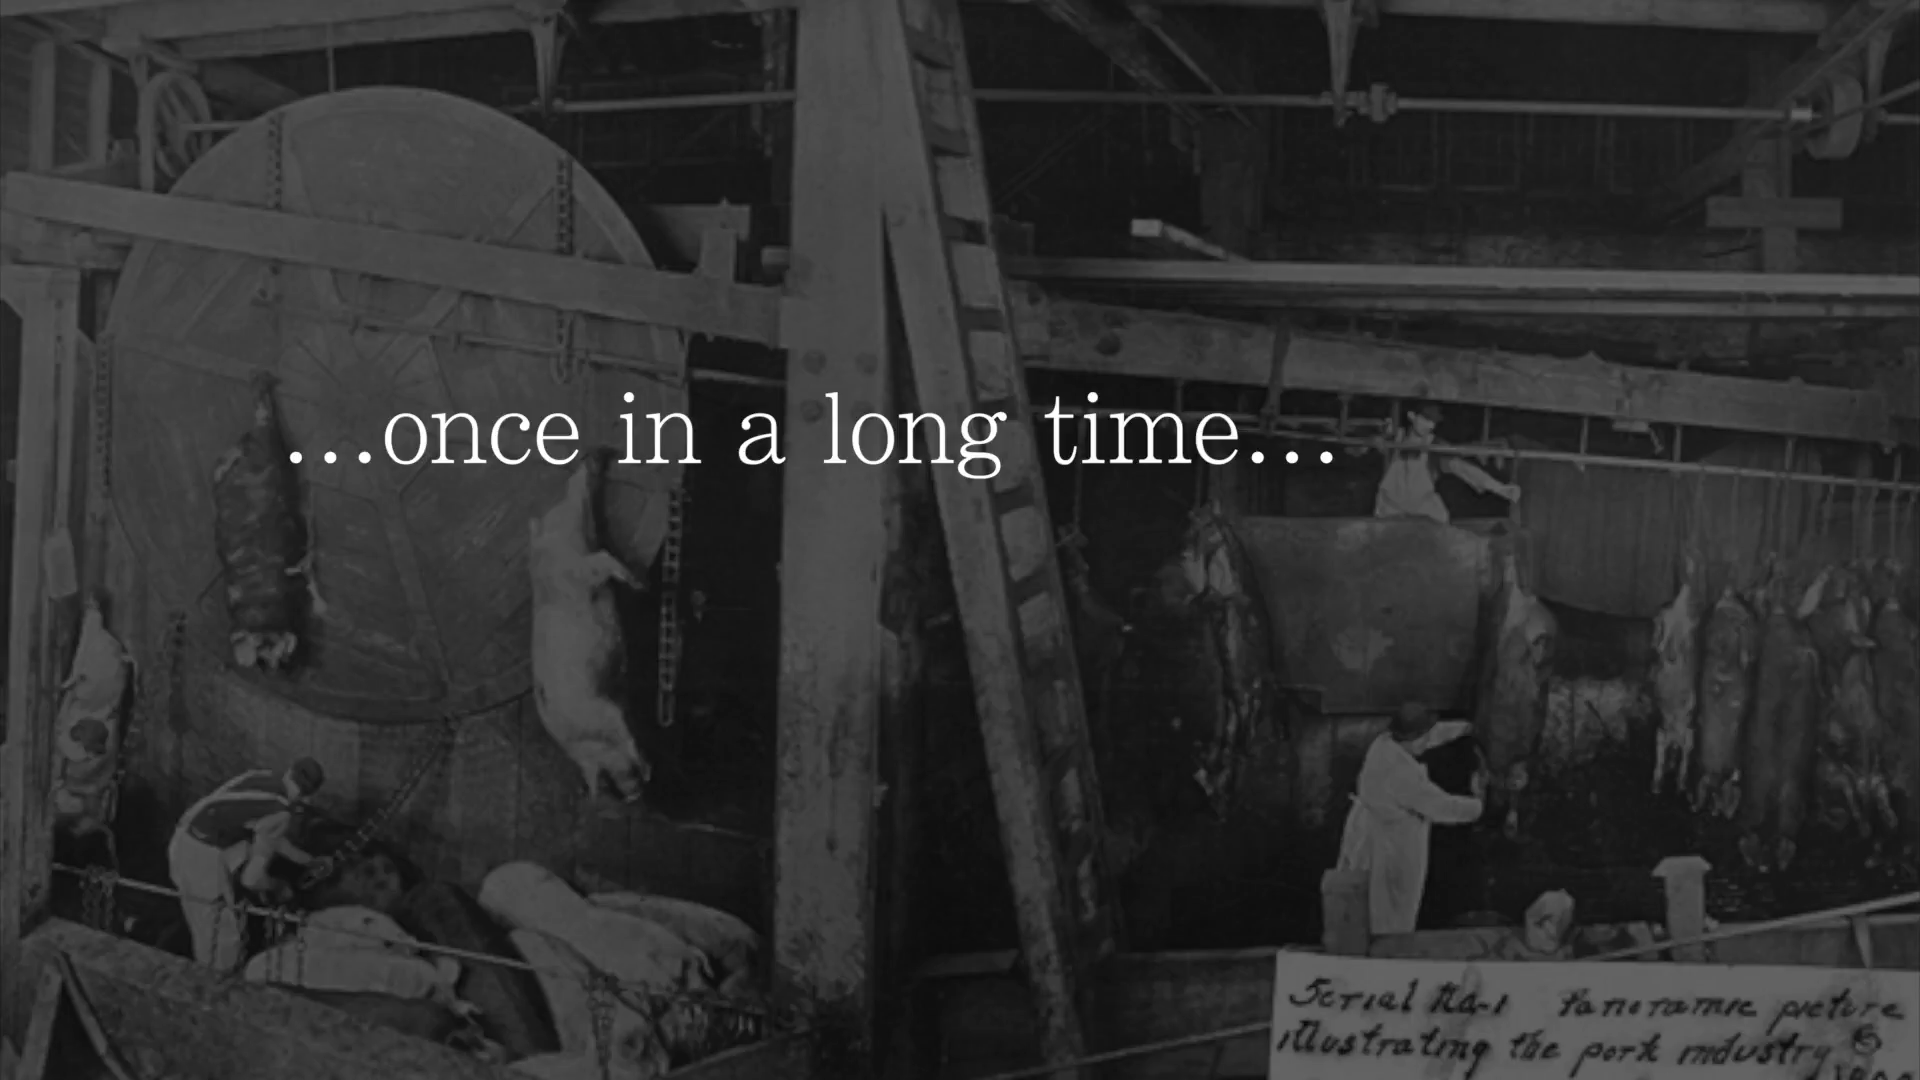 …once in a long time…
Serial No-1 Panoramic picture
illustrating the pork industry